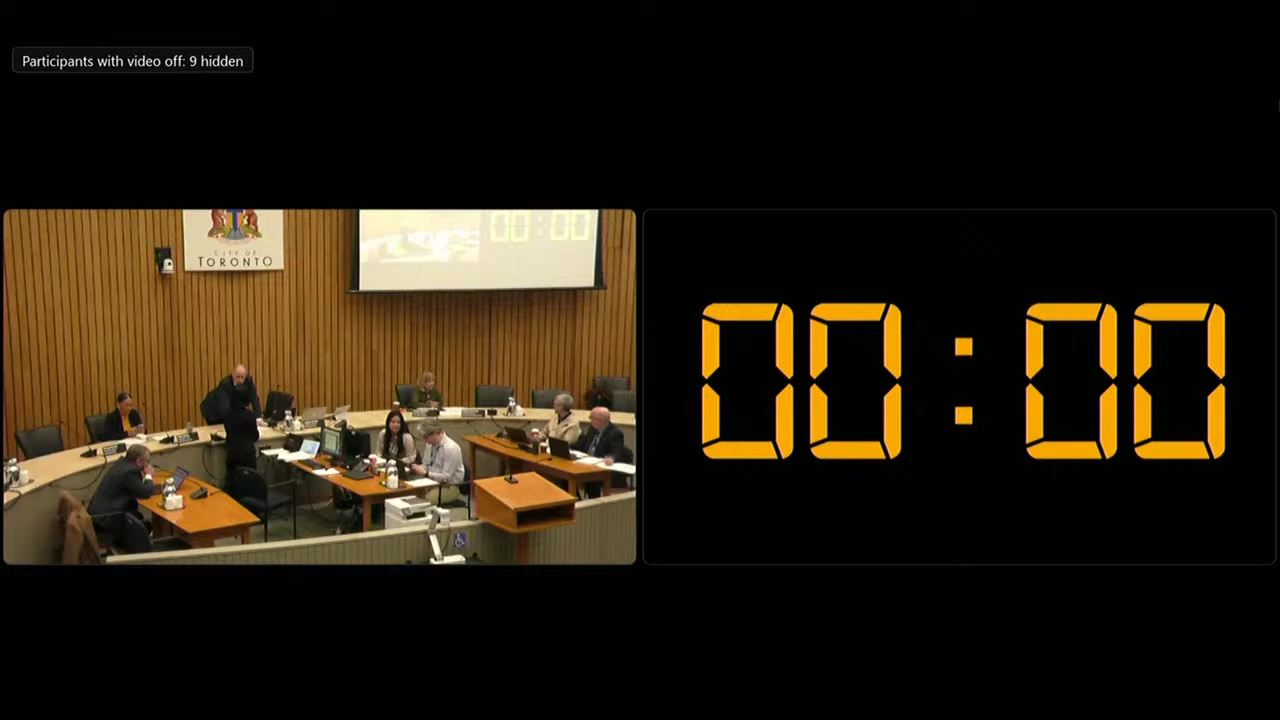 Participants with video off: 9 hidden
CITY OF
TORONTO
00:00
00:00